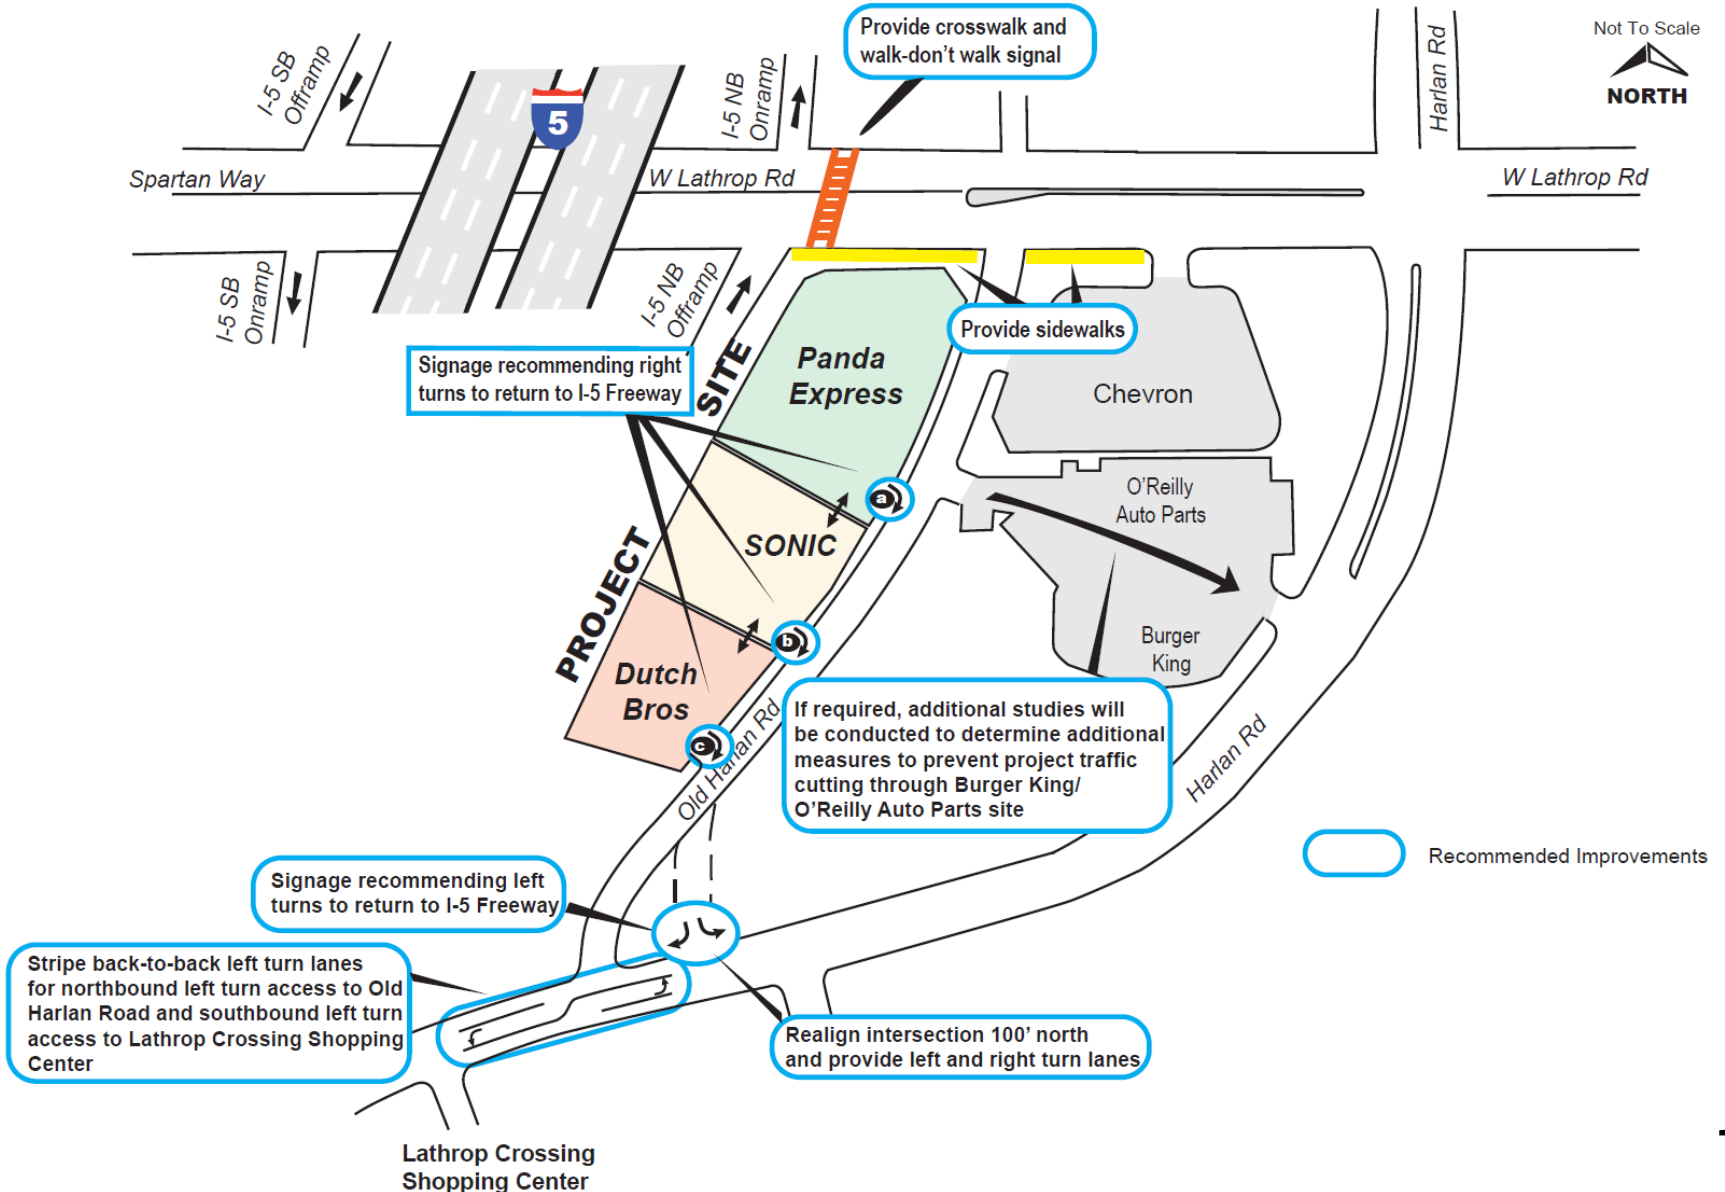 Provide crosswalk and
walk-don't walk signal
Not To Scale
NORTH
I-5 SB
Offramp
5
I-5 NB
Onramp
Harlan Rd
Spartan Way
W Lathrop Rd
W Lathrop Rd
I-5 SB
Onramp
I-5 NB
Offramp
Provide sidewalks
Signage recommending right
turns to return to I-5 Freeway
PROJECT SITE
Panda
Express
Chevron
a
O'Reilly
Auto Parts
SONIC
b
Burger
King
Dutch
Bros
c
Old Harlan Rd
If required, additional studies will
be conducted to determine additional
measures to prevent project traffic
cutting through Burger King/
O'Reilly Auto Parts site
Harlan Rd
Recommended Improvements
Signage recommending left
turns to return to I-5 Freeway
Stripe back-to-back left turn lanes
for northbound left turn access to Old
Harlan Road and southbound left turn
access to Lathrop Crossing Shopping
Center
Realign intersection 100' north
and provide left and right turn lanes
Lathrop Crossing
Shopping Center